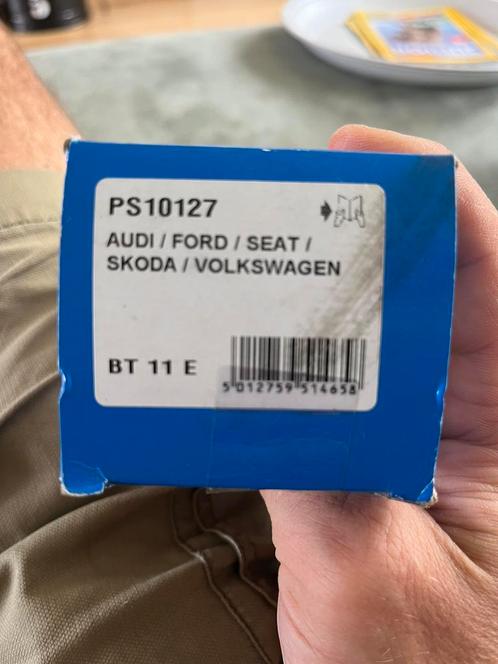 PS10127
AUDI / FORD / SEAT /
SKODA / VOLKSWAGEN
BT 11 E
5 012759 514658